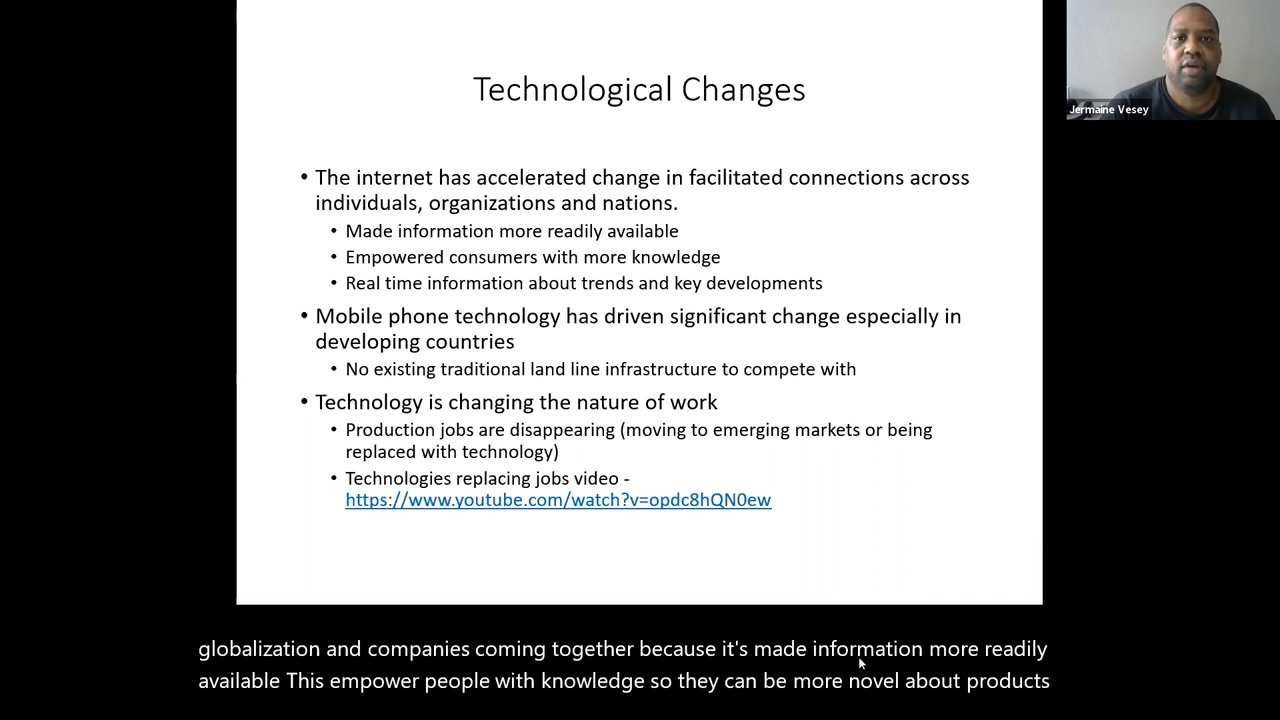 Technological Changes
Jermaine Vesey
• The internet has accelerated change in facilitated connections across
individuals, organizations and nations.
• Made information more readily available
• Empowered consumers with more knowledge
• Real time information about trends and key developments
• Mobile phone technology has driven significant change especially in
developing countries
• No existing traditional land line infrastructure to compete with
• Technology is changing the nature of work
• Production jobs are disappearing (moving to emerging markets or being
replaced with technology)
• Technologies replacing jobs video -
https://www.youtube.com/watch?v=opdc8hQN0ew
globalization and companies coming together because it's made information more readily
available This empower people with knowledge so they can be more novel about products